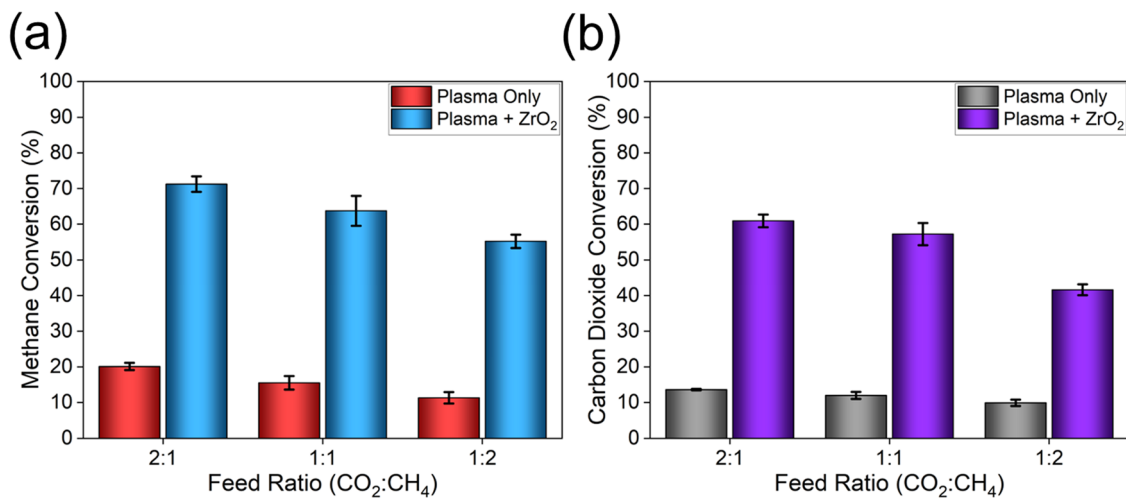 (a)
Methane Conversion (%)
100
90
80
70
60
50
40
30
20
10
0
Plasma Only
Plasma + ZrO₂
2:1
1:1
1:2
Feed Ratio (CO₂:CH₄)
(b)
Carbon Dioxide Conversion (%)
100
90
80
70
60
50
40
30
20
10
0
Plasma Only
Plasma + ZrO₂
2:1
1:1
1:2
Feed Ratio (CO₂:CH₄)